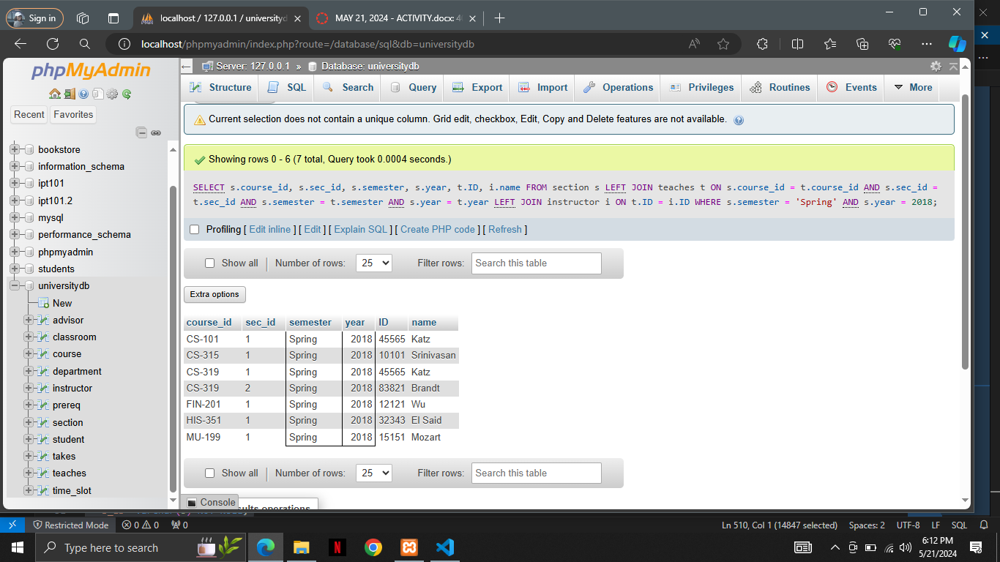 Sign in
localhost / 127.0.0.1 / universityd
MAY 21, 2024 - ACTIVITY.docx:
localhost/phpmyadmin/index.php?route=/database/sql&db=universitydb
phpMyAdmin
Recent
Favorites
bookstore
information_schema
ipt101
ipt101.2
mysql
performance_schema
phpmyadmin
students
universitydb
New
advisor
classroom
course
department
instructor
prereq
section
student
takes
teaches
time_slot
Server: 127.0.0.1 » Database: universitydb
Structure SQL Search Query Export Import Operations Privileges Routines Events More
Current selection does not contain a unique column. Grid edit, checkbox, Edit, Copy and Delete features are not available.
Showing rows 0 - 6 (7 total, Query took 0.0004 seconds.)
SELECT s.course_id, s.sec_id, s.semester, s.year, t.ID, i.name FROM section s LEFT JOIN teaches t ON s.course_id = t.course_id AND s.sec_id =
t.sec_id AND s.semester = t.semester AND s.year = t.year LEFT JOIN instructor i ON t.ID = i.ID WHERE s.semester = 'Spring' AND s.year = 2018;
Profiling [ Edit inline ] [ Edit ] [ Explain SQL ] [ Create PHP code ] [ Refresh ]
Show all Number of rows: 25 Filter rows: Search this table
Extra options
course_id sec_id semester year ID name
CS-101 1 Spring 2018 45565 Katz
CS-315 1 Spring 2018 10101 Srinivasan
CS-319 1 Spring 2018 45565 Katz
CS-319 2 Spring 2018 83821 Brandt
FIN-201 1 Spring 2018 12121 Wu
HIS-351 1 Spring 2018 32343 El Said
MU-199 1 Spring 2018 15151 Mozart
Show all Number of rows: 25 Filter rows: Search this table
Console
operations
Restricted Mode 0 0 0
Ln 510, Col 1 (14847 selected) Spaces: 2 UTF-8 LF SQL
Type here to search
6:12 PM
5/21/2024